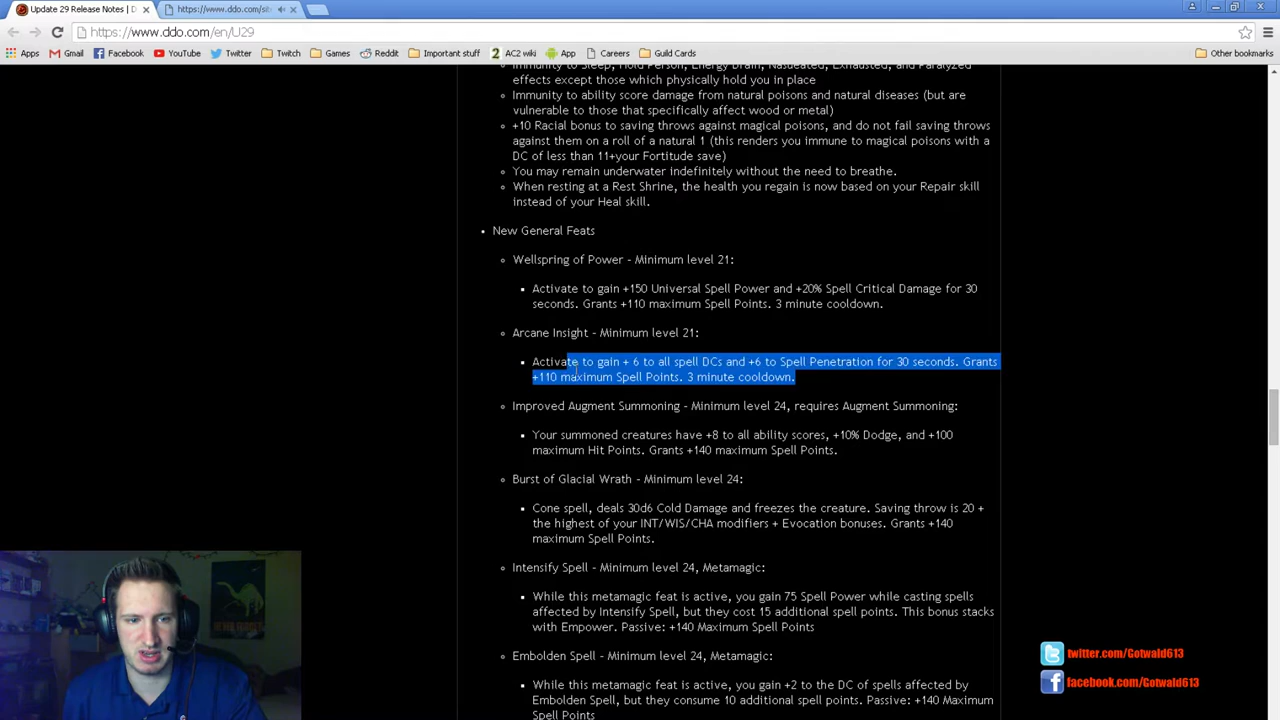 Update 29 Release Notes | D
https://www.ddo.com/sit
https://www.ddo.com/en/U29
Apps Gmail Facebook YouTube Twitter Twitch Games Reddit Important stuff AC2 wiki App Careers Guild Cards Other bookmarks
Immunity to Sleep, Hold Person, Energy Drain, Nauseated, Exhausted, and Paralyzed
effects except those which physically hold you in place
Immunity to ability score damage from natural poisons and natural diseases (but are
vulnerable to those that specifically affect wood or metal)
+10 Racial bonus to saving throws against magical poisons, and do not fail saving throws
against them on a roll of a natural 1 (this renders you immune to magical poisons with a
DC of less than 11+your Fortitude save)
You may remain underwater indefinitely without the need to breathe.
When resting at a Rest Shrine, the health you regain is now based on your Repair skill
instead of your Heal skill.
New General Feats
Wellspring of Power - Minimum level 21:
Activate to gain +150 Universal Spell Power and +20% Spell Critical Damage for 30
seconds. Grants +110 maximum Spell Points. 3 minute cooldown.
Arcane Insight - Minimum level 21:
Activate to gain + 6 to all spell DCs and +6 to Spell Penetration for 30 seconds. Grants
+110 maximum Spell Points. 3 minute cooldown.
Improved Augment Summoning - Minimum level 24, requires Augment Summoning:
Your summoned creatures have +8 to all ability scores, +10% Dodge, and +100
maximum Hit Points. Grants +140 maximum Spell Points.
Burst of Glacial Wrath - Minimum level 24:
Cone spell, deals 30d6 Cold Damage and freezes the creature. Saving throw is 20 +
the highest of your INT/WIS/CHA modifiers + Evocation bonuses. Grants +140
maximum Spell Points.
Intensify Spell - Minimum level 24, Metamagic:
While this metamagic feat is active, you gain 75 Spell Power while casting spells
affected by Intensify Spell, but they cost 15 additional spell points. This bonus stacks
with Empower. Passive: +140 Maximum Spell Points
Embolden Spell - Minimum level 24, Metamagic:
While this metamagic feat is active, you gain +2 to the DC of spells affected by
Embolden Spell, but they consume 10 additional spell points. Passive: +140 Maximum
Spell Points
twitter.com/Gotwald613
facebook.com/Gotwald613